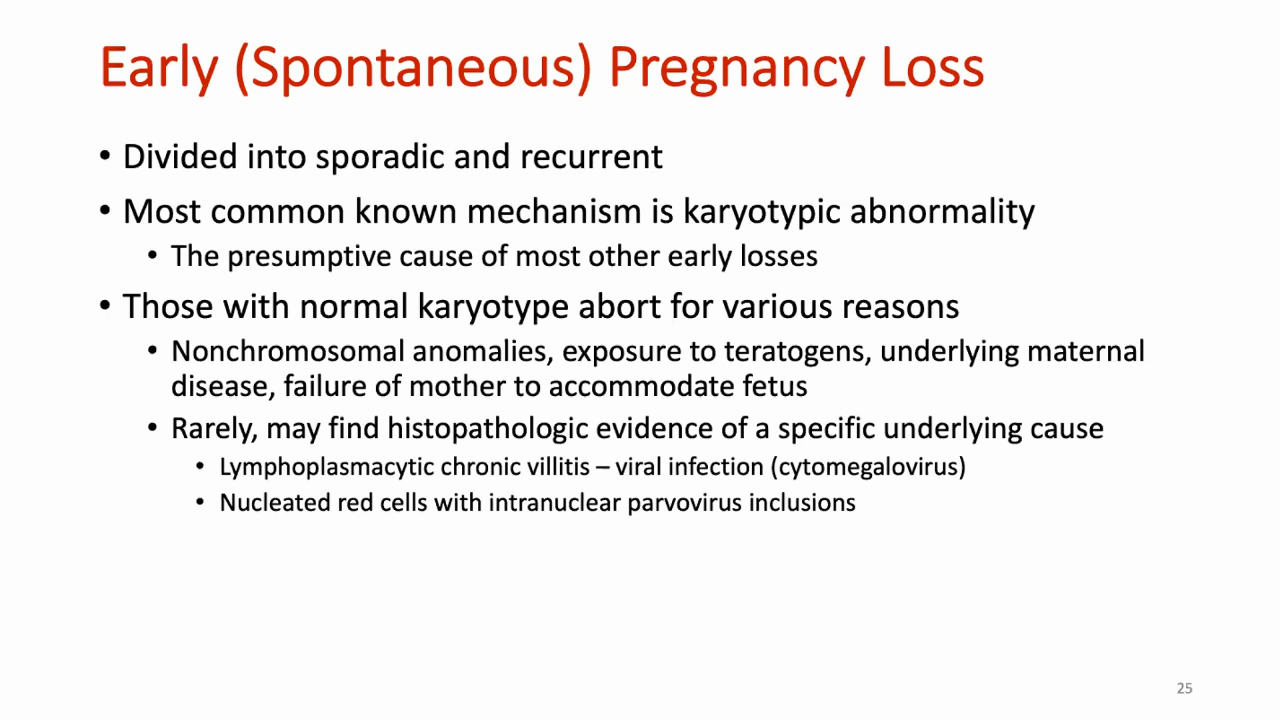 Early (Spontaneous) Pregnancy Loss
• Divided into sporadic and recurrent
• Most common known mechanism is karyotypic abnormality
• The presumptive cause of most other early losses
• Those with normal karyotype abort for various reasons
• Nonchromosomal anomalies, exposure to teratogens, underlying maternal
disease, failure of mother to accommodate fetus
• Rarely, may find histopathologic evidence of a specific underlying cause
• Lymphoplasmacytic chronic villitis – viral infection (cytomegalovirus)
• Nucleated red cells with intranuclear parvovirus inclusions
25